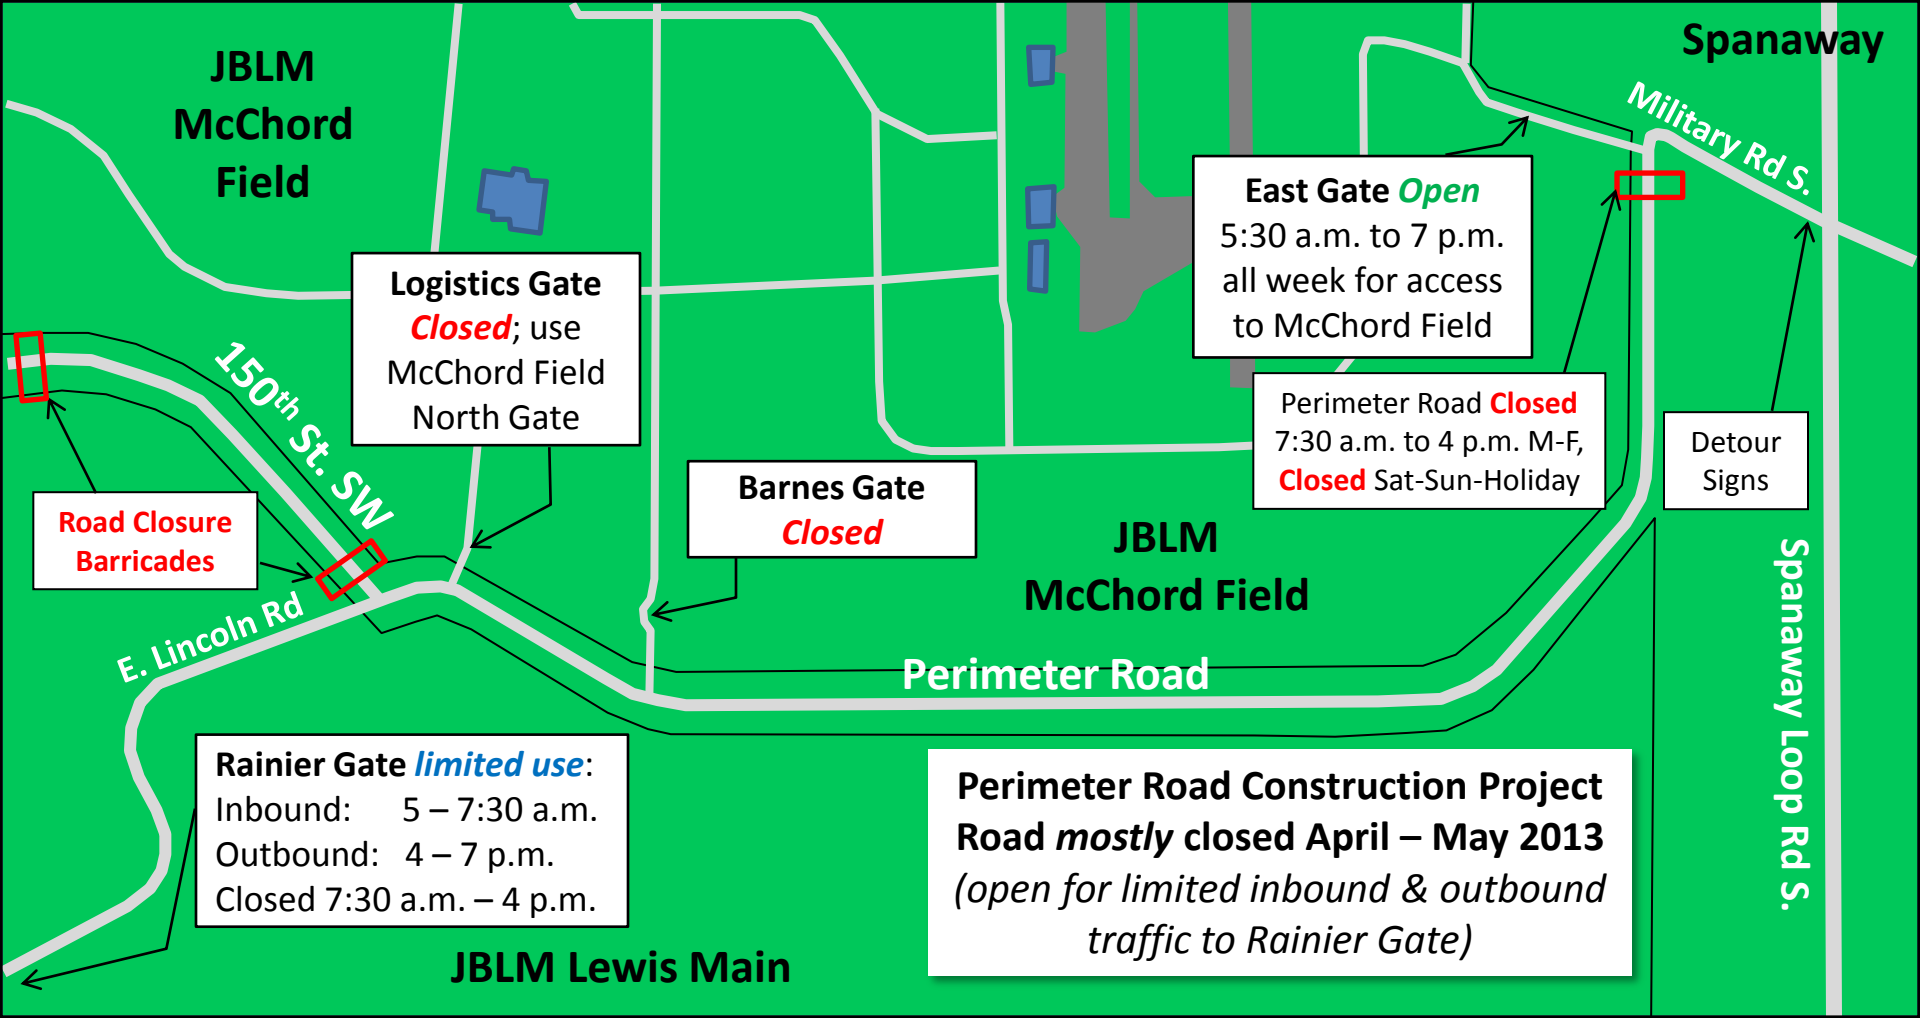 JBLM
McChord
Field
Spanaway
Military Rd S.
East Gate Open
5:30 a.m. to 7 p.m.
all week for access
to McChord Field
Logistics Gate
Closed; use
McChord Field
North Gate
150th St. SW
Perimeter Road Closed
7:30 a.m. to 4 p.m. M-F,
Closed Sat-Sun-Holiday
Detour
Signs
Road Closure
Barricades
Barnes Gate
Closed
JBLM
McChord Field
E. Lincoln Rd
Perimeter Road
Spanaway Loop Rd S.
Rainier Gate limited use:
Inbound: 5 – 7:30 a.m.
Outbound: 4 – 7 p.m.
Closed 7:30 a.m. – 4 p.m.
Perimeter Road Construction Project
Road mostly closed April – May 2013
(open for limited inbound & outbound
traffic to Rainier Gate)
JBLM Lewis Main